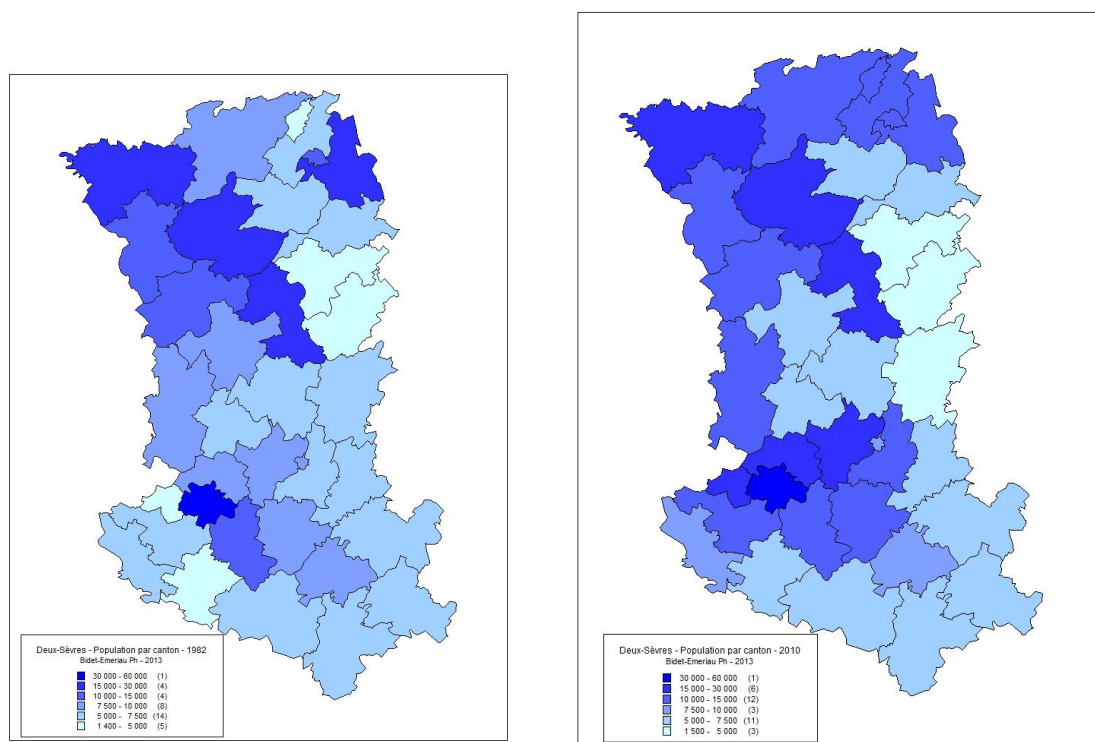 Deux-Sèvres - Population par canton - 1982
Bidet-Emeriau Ph - 2013
30 000 - 60 000 (1)
15 000 - 30 000 (4)
10 000 - 15 000 (4)
7 500 - 10 000 (8)
5 000 - 7 500 (14)
1 400 - 5 000 (5)
Deux-Sèvres - Population par canton - 2010
Bidet-Emeriau Ph - 2013
30 000 - 60 000 (1)
15 000 - 30 000 (6)
10 000 - 15 000 (12)
7 500 - 10 000 (3)
5 000 - 7 500 (11)
1 500 - 5 000 (3)